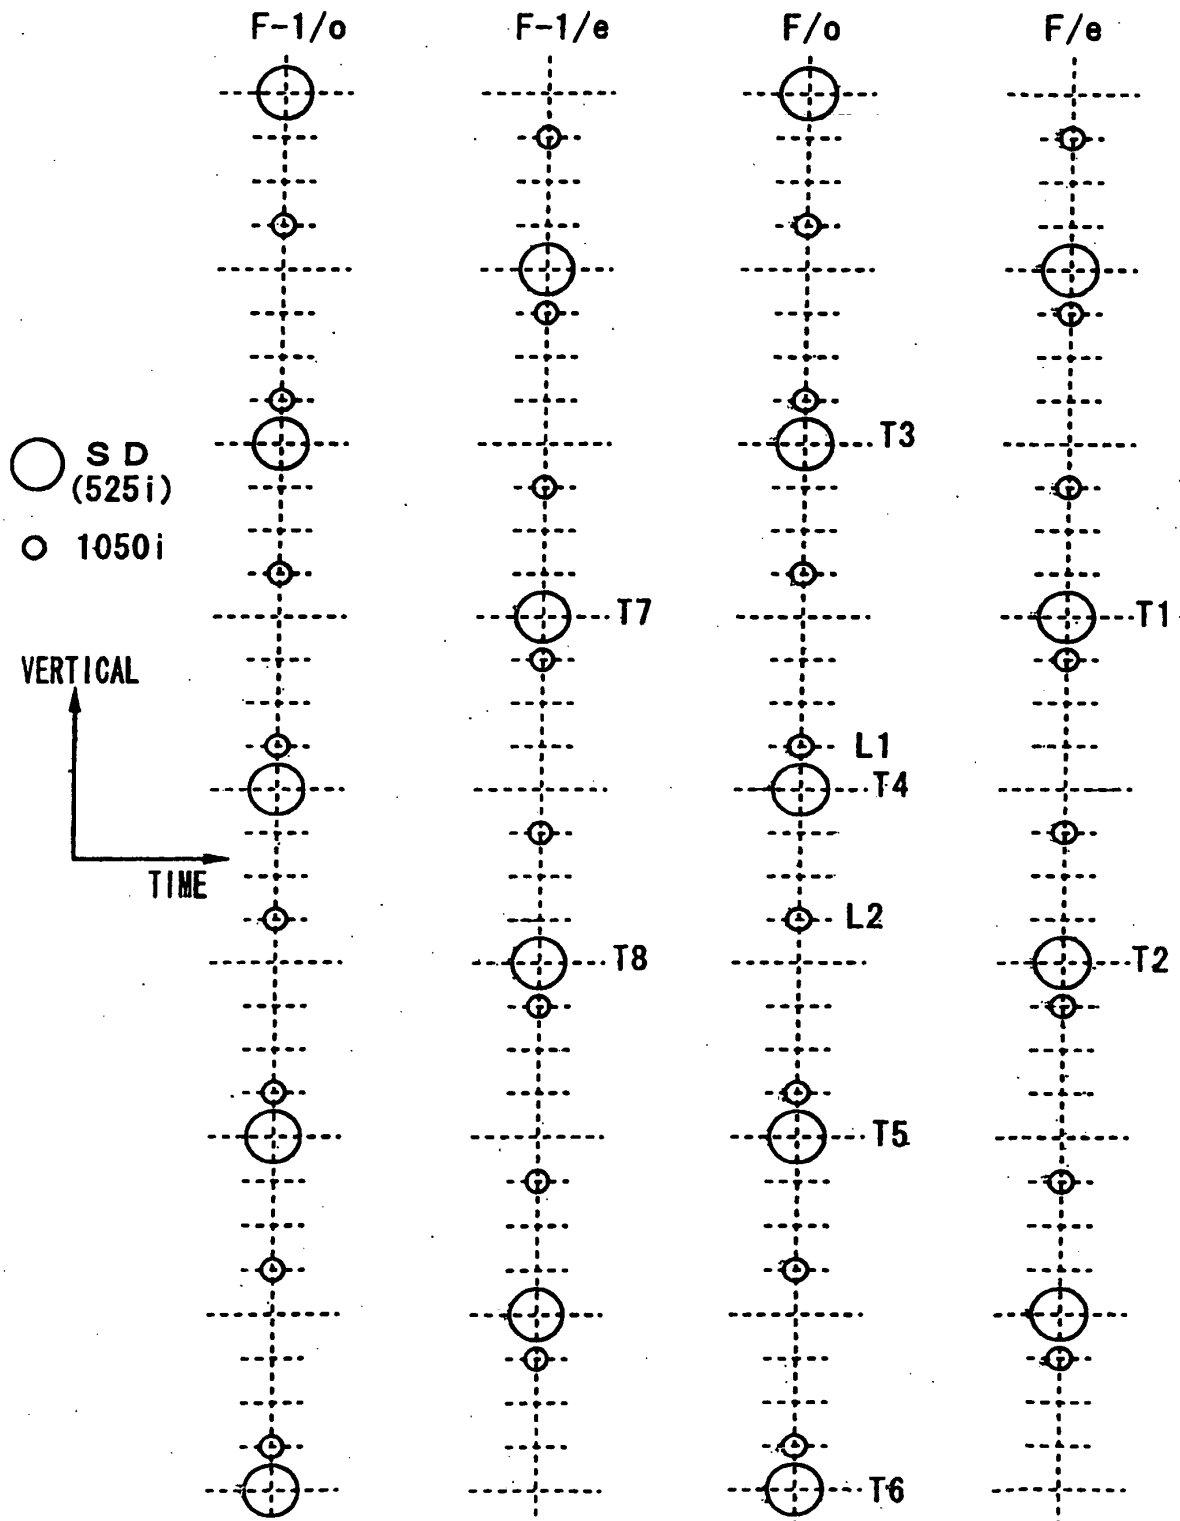 F-1/o F-1/e F/o F/e
T3
SD
(525i)
1050i
T7 T1
VERTICAL
L1
T4
TIME
L2
T8 T2
T5
T6